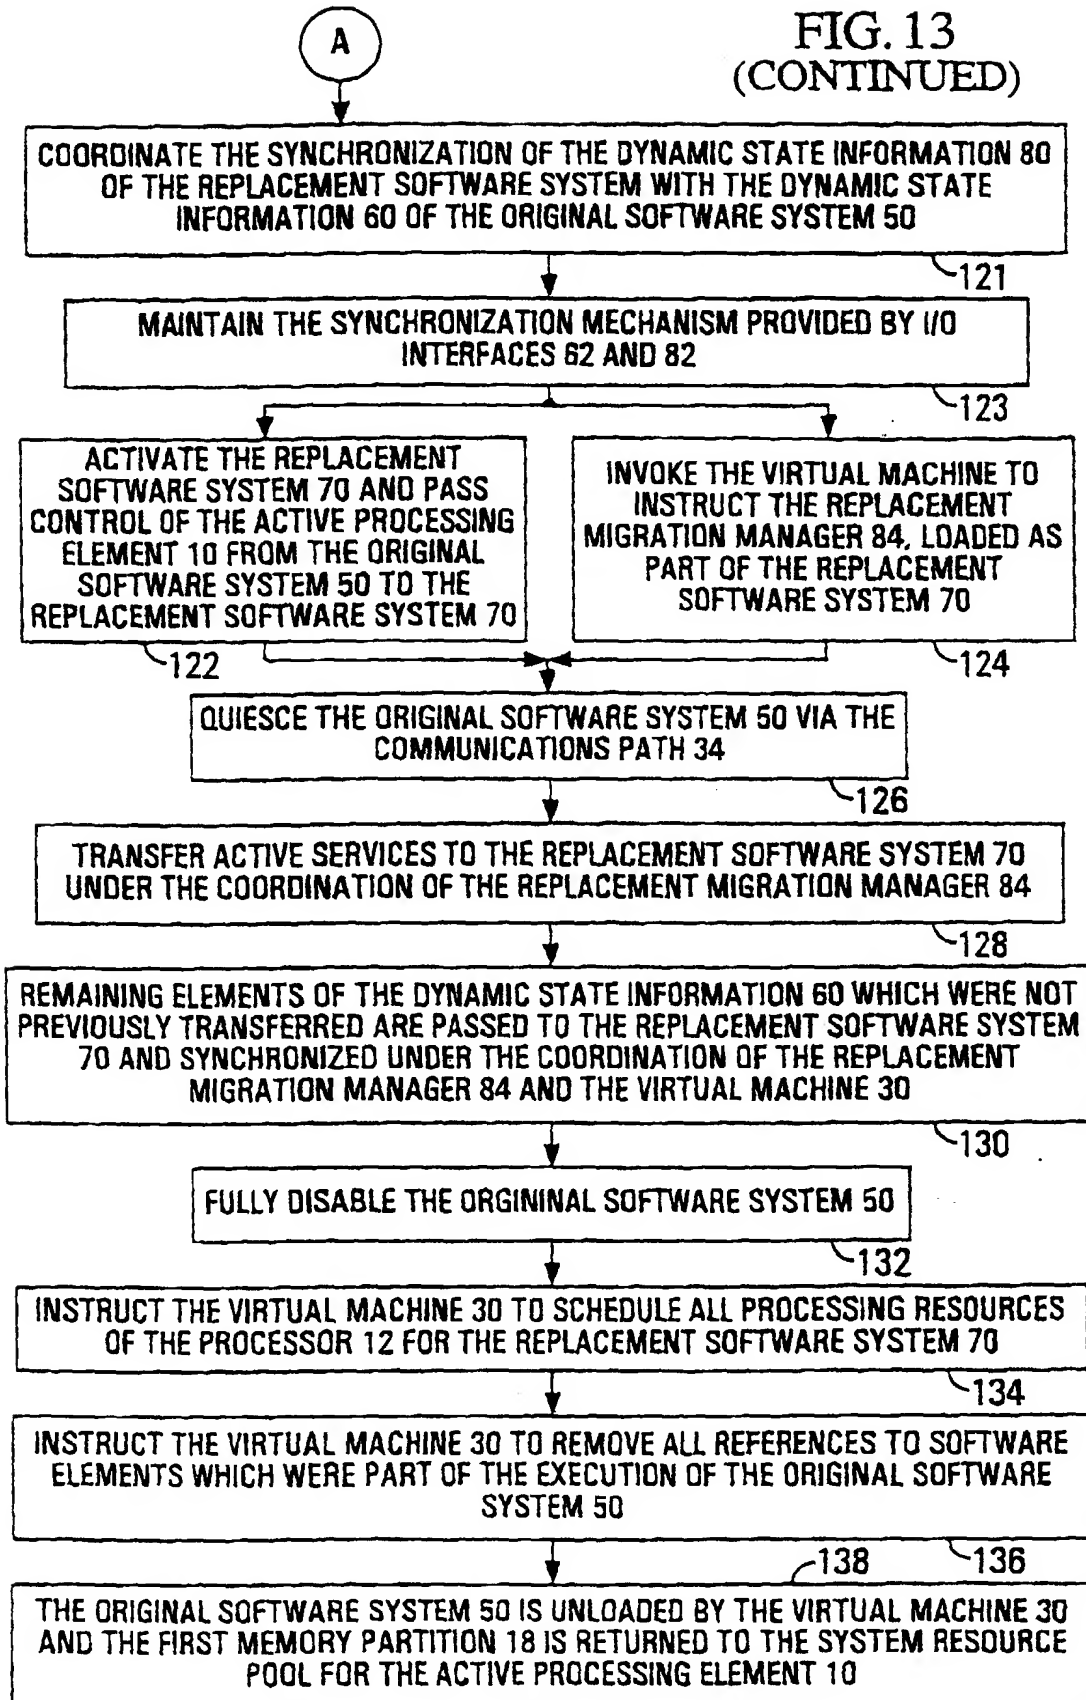 A
FIG. 13
(CONTINUED)
COORDINATE THE SYNCHRONIZATION OF THE DYNAMIC STATE INFORMATION 80
OF THE REPLACEMENT SOFTWARE SYSTEM WITH THE DYNAMIC STATE
INFORMATION 60 OF THE ORIGINAL SOFTWARE SYSTEM 50
121
MAINTAIN THE SYNCHRONIZATION MECHANISM PROVIDED BY I/O
INTERFACES 62 AND 82
123
ACTIVATE THE REPLACEMENT
SOFTWARE SYSTEM 70 AND PASS
CONTROL OF THE ACTIVE PROCESSING
ELEMENT 10 FROM THE ORIGINAL
SOFTWARE SYSTEM 50 TO THE
REPLACEMENT SOFTWARE SYSTEM 70
122
INVOKE THE VIRTUAL MACHINE TO
INSTRUCT THE REPLACEMENT
MIGRATION MANAGER 84, LOADED AS
PART OF THE REPLACEMENT
SOFTWARE SYSTEM 70
124
QUIESCE THE ORIGINAL SOFTWARE SYSTEM 50 VIA THE
COMMUNICATIONS PATH 34
126
TRANSFER ACTIVE SERVICES TO THE REPLACEMENT SOFTWARE SYSTEM 70
UNDER THE COORDINATION OF THE REPLACEMENT MIGRATION MANAGER 84
128
REMAINING ELEMENTS OF THE DYNAMIC STATE INFORMATION 60 WHICH WERE NOT
PREVIOUSLY TRANSFERRED ARE PASSED TO THE REPLACEMENT SOFTWARE SYSTEM
70 AND SYNCHRONIZED UNDER THE COORDINATION OF THE REPLACEMENT
MIGRATION MANAGER 84 AND THE VIRTUAL MACHINE 30
130
FULLY DISABLE THE ORGININAL SOFTWARE SYSTEM 50
132
INSTRUCT THE VIRTUAL MACHINE 30 TO SCHEDULE ALL PROCESSING RESOURCES
OF THE PROCESSOR 12 FOR THE REPLACEMENT SOFTWARE SYSTEM 70
134
INSTRUCT THE VIRTUAL MACHINE 30 TO REMOVE ALL REFERENCES TO SOFTWARE
ELEMENTS WHICH WERE PART OF THE EXECUTION OF THE ORIGINAL SOFTWARE
SYSTEM 50
136
138
THE ORIGINAL SOFTWARE SYSTEM 50 IS UNLOADED BY THE VIRTUAL MACHINE 30
AND THE FIRST MEMORY PARTITION 18 IS RETURNED TO THE SYSTEM RESOURCE
POOL FOR THE ACTIVE PROCESSING ELEMENT 10